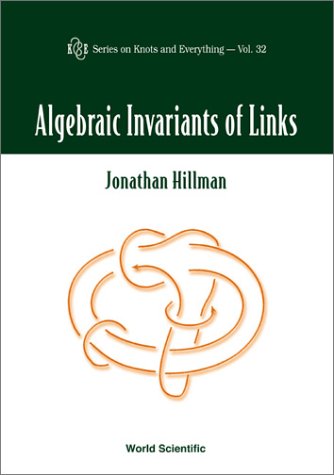 K&E Series on Knots and Everything — Vol. 32
Algebraic Invariants of Links
Jonathan Hillman
World Scientific